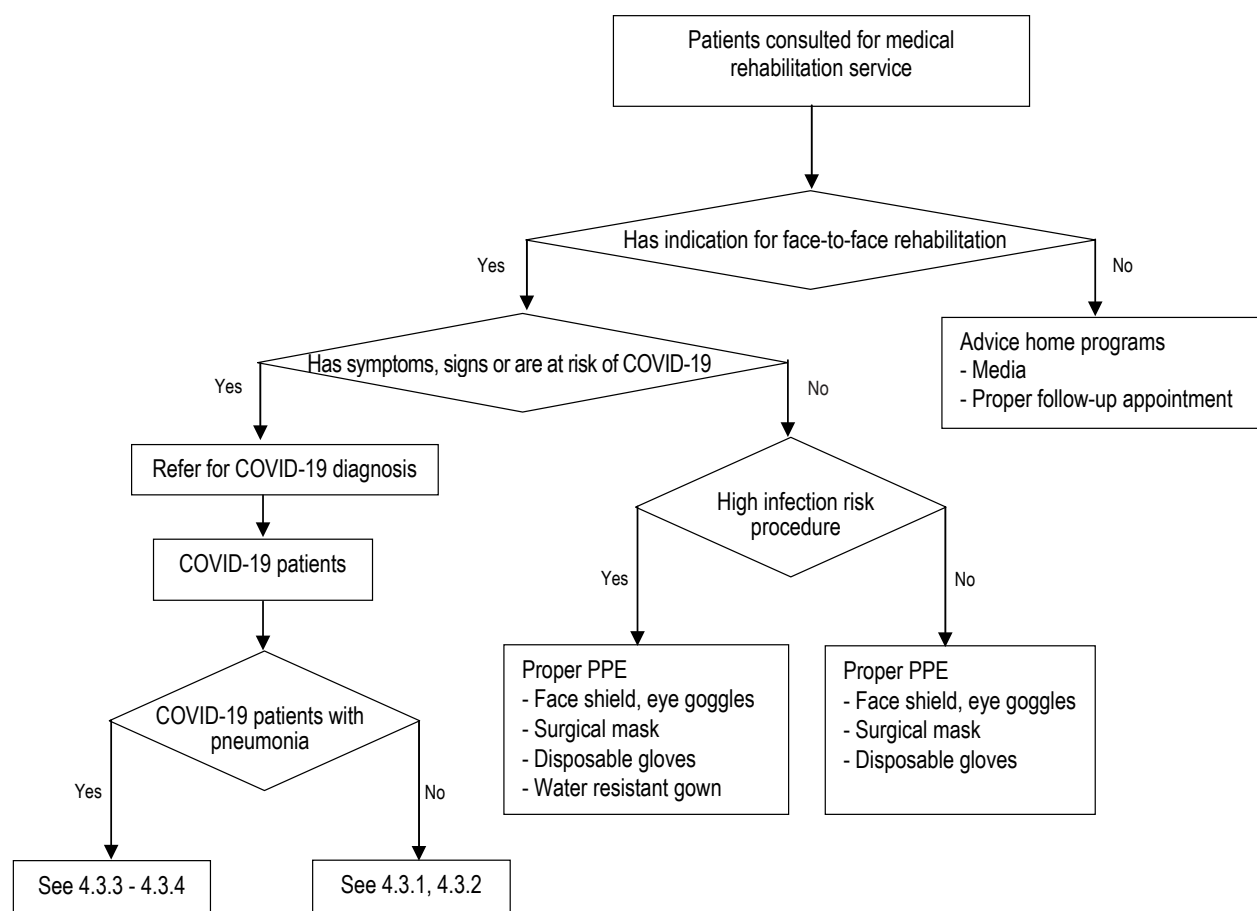 Patients consulted for medical
rehabilitation service
Has indication for face-to-face rehabilitation
Yes
No
Has symptoms, signs or are at risk of COVID-19
Advice home programs
- Media
- Proper follow-up appointment
Yes
No
Refer for COVID-19 diagnosis
High infection risk
procedure
COVID-19 patients
Yes
No
COVID-19 patients with
pneumonia
Proper PPE
- Face shield, eye goggles
- Surgical mask
- Disposable gloves
- Water resistant gown
Proper PPE
- Face shield, eye goggles
- Surgical mask
- Disposable gloves
Yes
No
See 4.3.3 - 4.3.4
See 4.3.1, 4.3.2